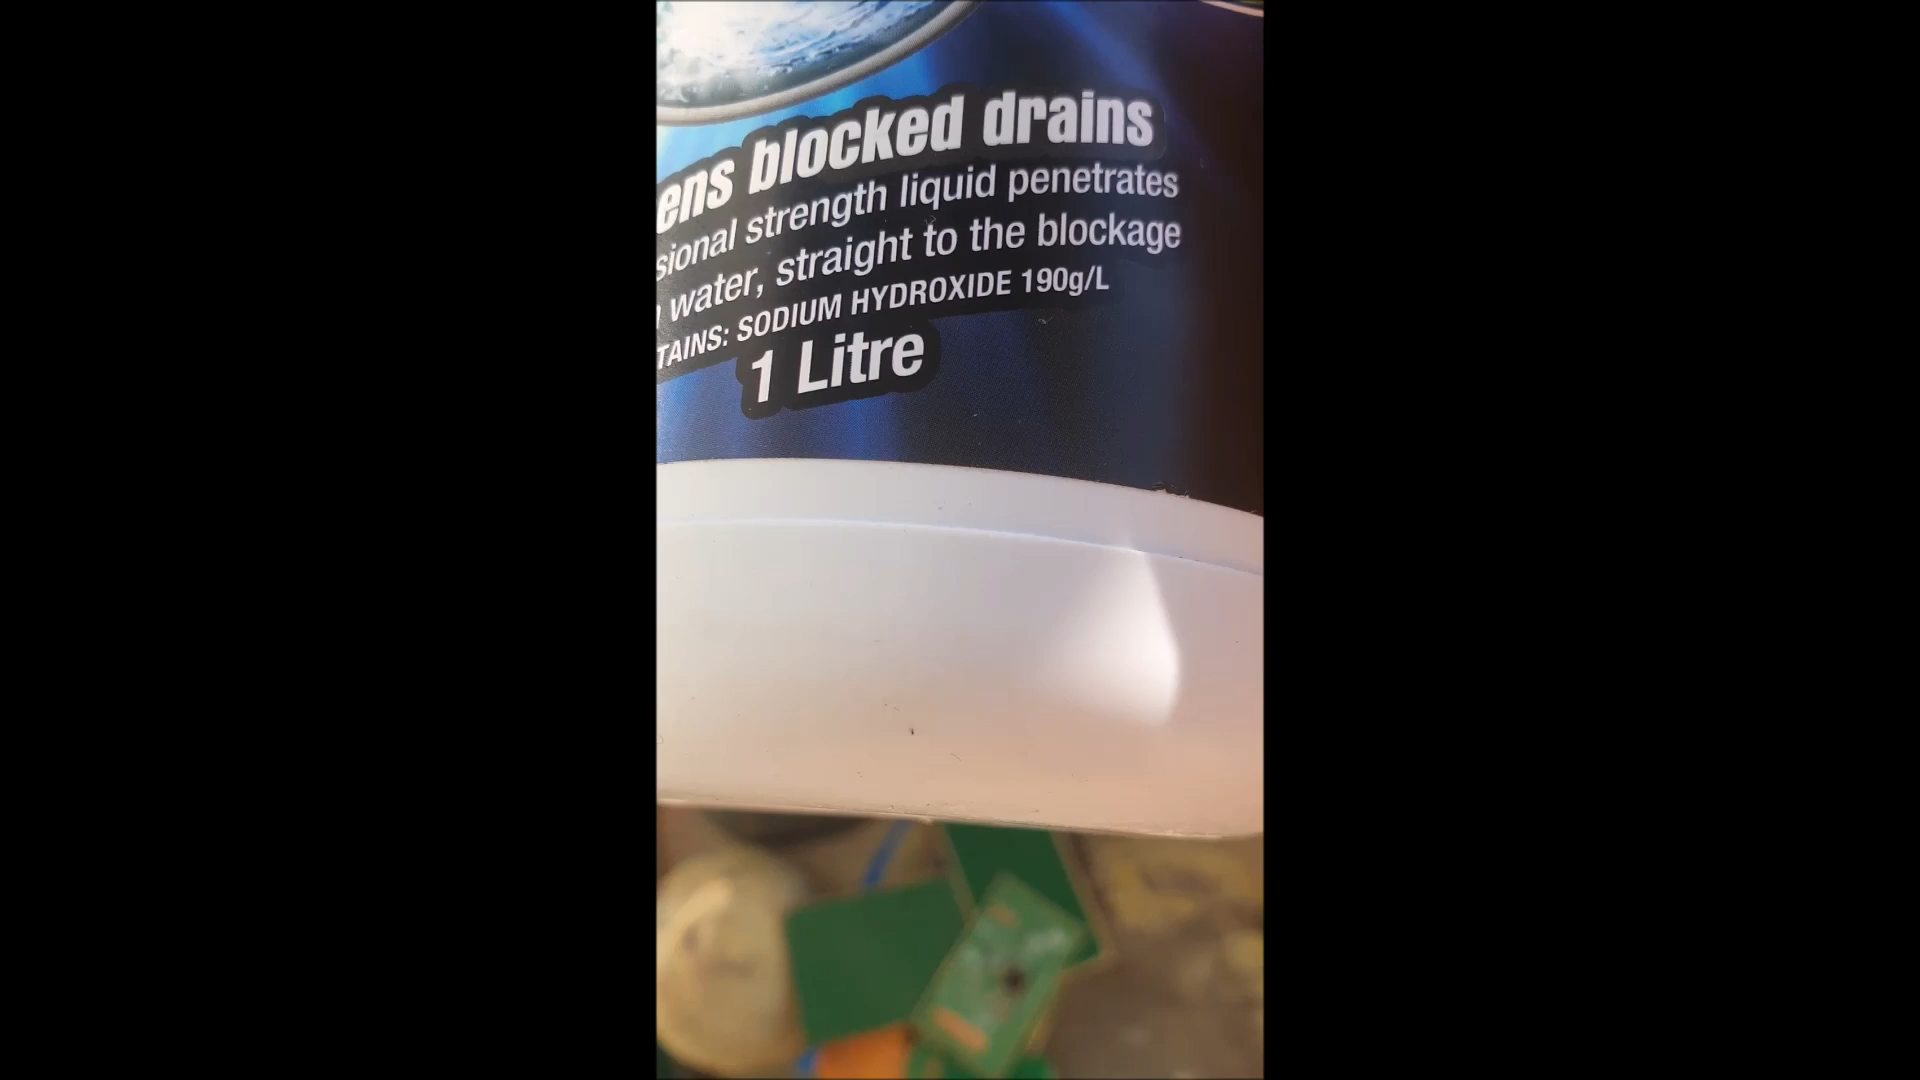 ens blocked drains
sional strength liquid penetrates
water, straight to the blockage
TAINS: SODIUM HYDROXIDE 190g/L
1 Litre